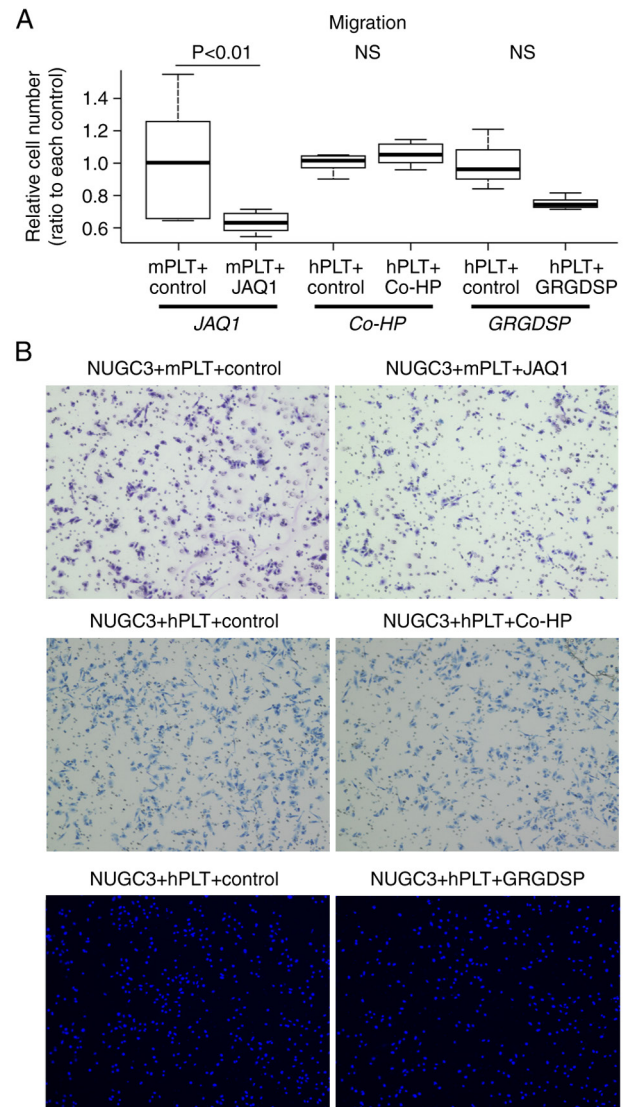 A
Migration
P<0.01 NS NS
Relative cell number
(ratio to each control)
1.4
1.2
1.0
0.8
0.6
mPLT+ mPLT+ hPLT+ hPLT+ hPLT+ hPLT+
control JAQ1 control Co-HP control GRGDSP
JAQ1 Co-HP GRGDSP
B
NUGC3+mPLT+control NUGC3+mPLT+JAQ1
NUGC3+hPLT+control NUGC3+hPLT+Co-HP
NUGC3+hPLT+control NUGC3+hPLT+GRGDSP